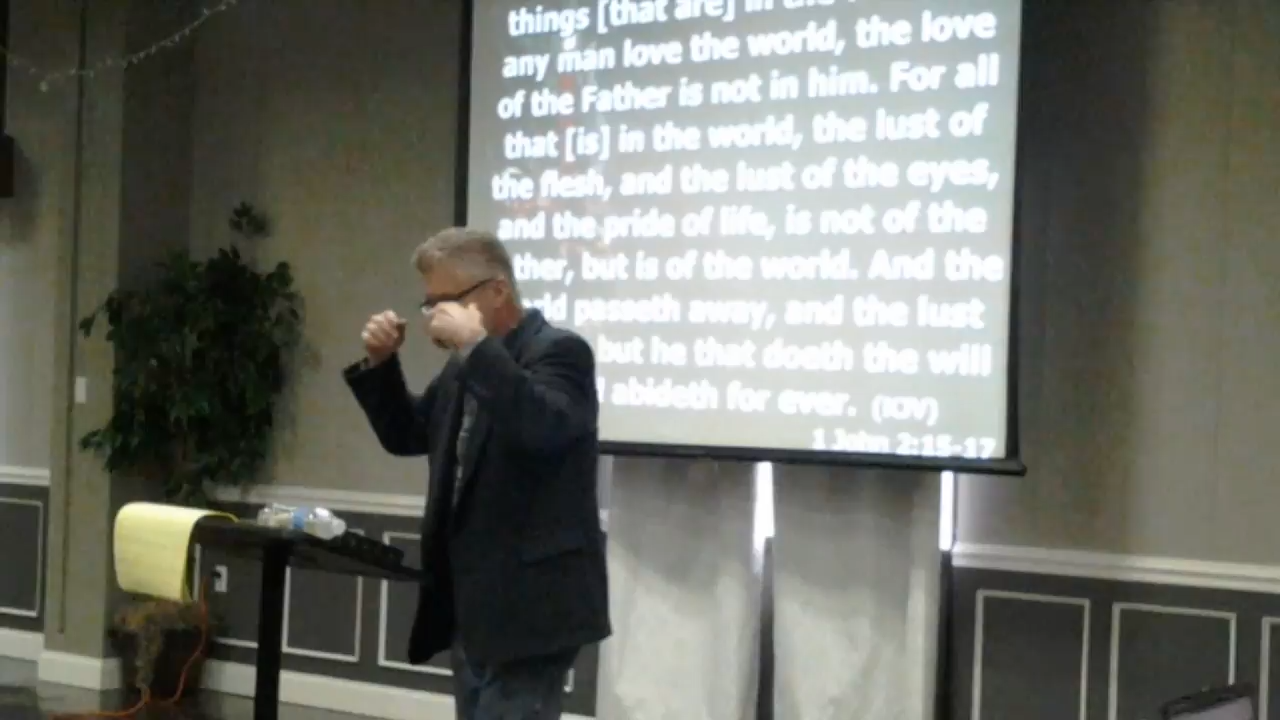 things [that are] in the
any man love the world, the love
of the Father is not in him. For all
that [is] in the world, the lust of
the flesh, and the lust of the eyes,
and the pride of life, is not of the
ther, but is of the world. And the
rld passeth away, and the lust
but he that doeth the will
abideth for ever. (KJV)
1 John 2:15-17